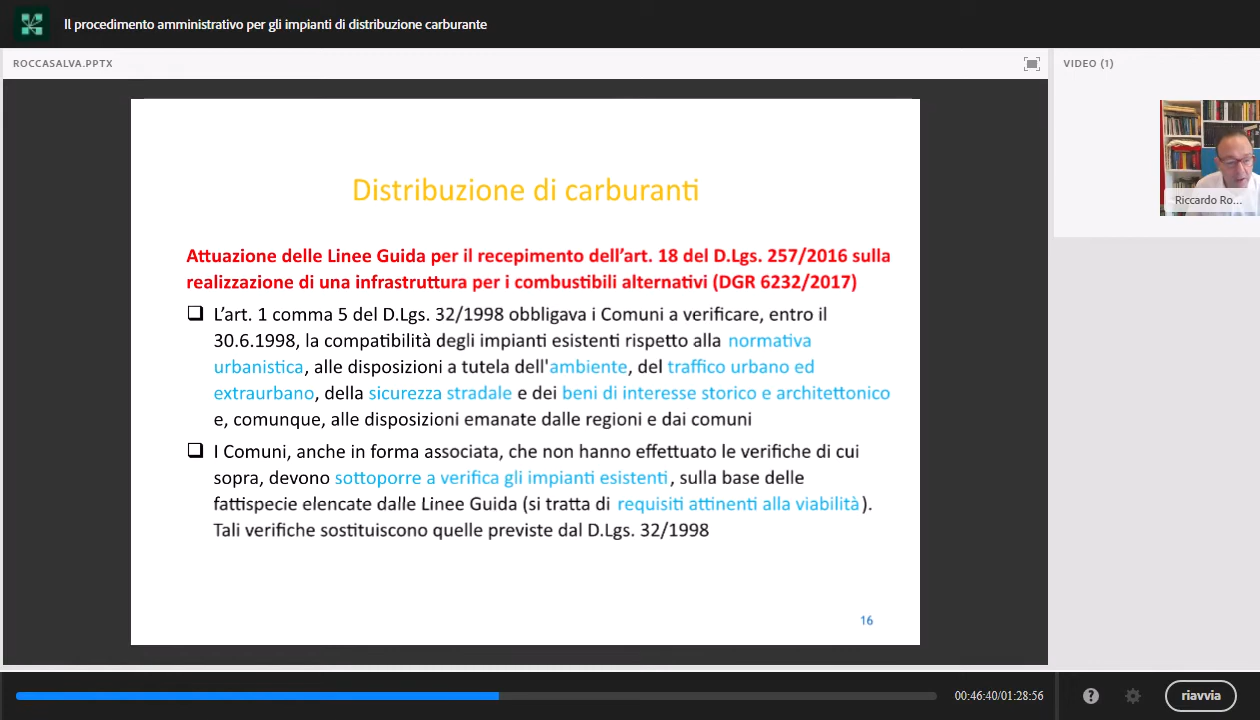 Il procedimento amministrativo per gli impianti di distribuzione carburante
ROCCASALVA.PPTX
VIDEO (1)
Distribuzione di carburanti
Attuazione delle Linee Guida per il recepimento dell’art. 18 del D.Lgs. 257/2016 sulla
realizzazione di una infrastruttura per i combustibili alternativi (DGR 6232/2017)
L’art. 1 comma 5 del D.Lgs. 32/1998 obbligava i Comuni a verificare, entro il
30.6.1998, la compatibilità degli impianti esistenti rispetto alla normativa
urbanistica, alle disposizioni a tutela dell'ambiente, del traffico urbano ed
extraurbano, della sicurezza stradale e dei beni di interesse storico e architettonico
e, comunque, alle disposizioni emanate dalle regioni e dai comuni
I Comuni, anche in forma associata, che non hanno effettuato le verifiche di cui
sopra, devono sottoporre a verifica gli impianti esistenti, sulla base delle
fattispecie elencate dalle Linee Guida (si tratta di requisiti attinenti alla viabilità).
Tali verifiche sostituiscono quelle previste dal D.Lgs. 32/1998
16
Riccardo Ro...
00:46:40/01:28:56
riavvia